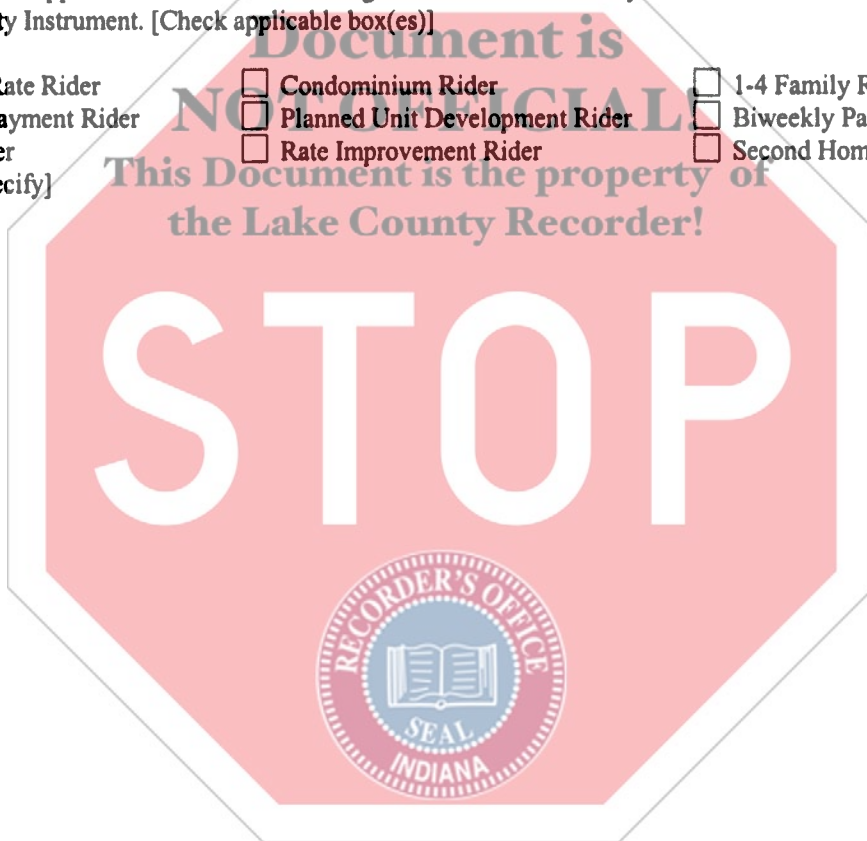 ty Instrument. [Check applicable box(es)]
Document is
ate Rider Condominium Rider 1-4 Family R
NOT OFFICIAL!
ayment Rider Planned Unit Development Rider Biweekly Pa
er Rate Improvement Rider Second Hom
This Document is the property of
ecify]
the Lake County Recorder!
STOP
RECORDER'S OFFICE
SEAL
INDIANA